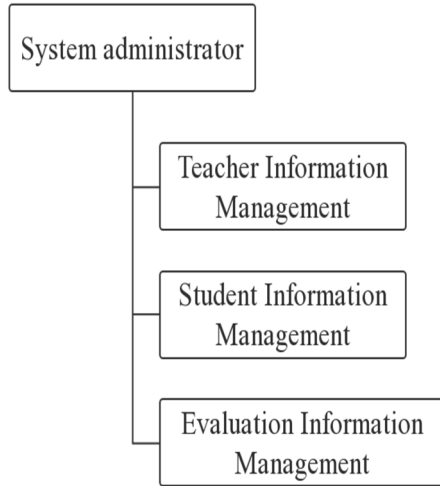 System administrator
Teacher Information
Management
Student Information
Management
Evaluation Information
Management